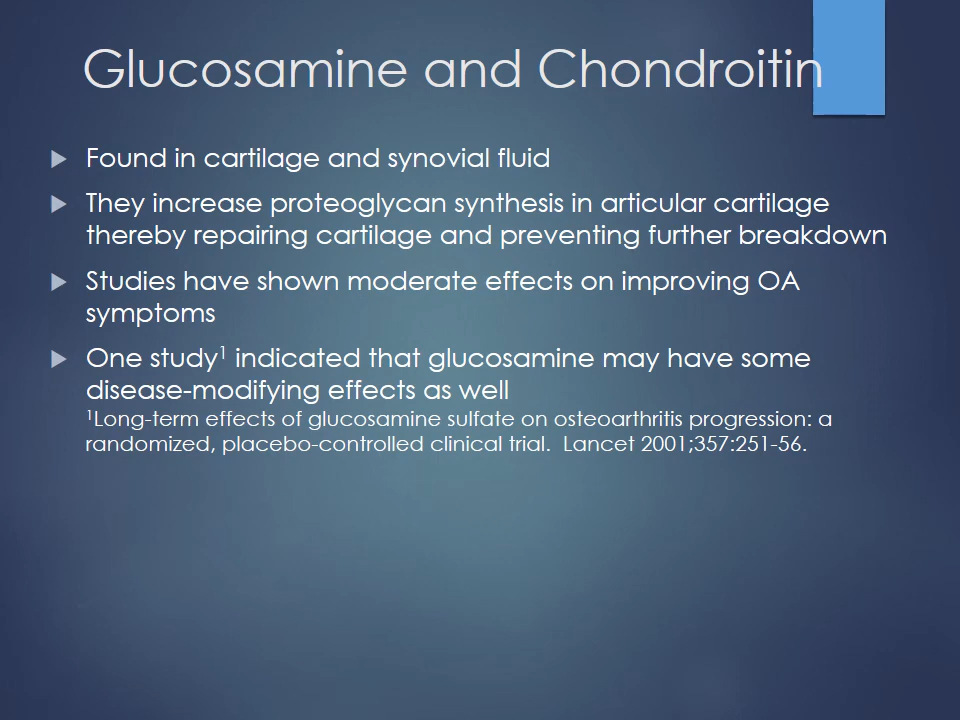 Glucosamine and Chondroitin
Found in cartilage and synovial fluid
They increase proteoglycan synthesis in articular cartilage
thereby repairing cartilage and preventing further breakdown
Studies have shown moderate effects on improving OA
symptoms
One study¹ indicated that glucosamine may have some
disease-modifying effects as well
¹Long-term effects of glucosamine sulfate on osteoarthritis progression: a
randomized, placebo-controlled clinical trial.  Lancet 2001;357:251-56.